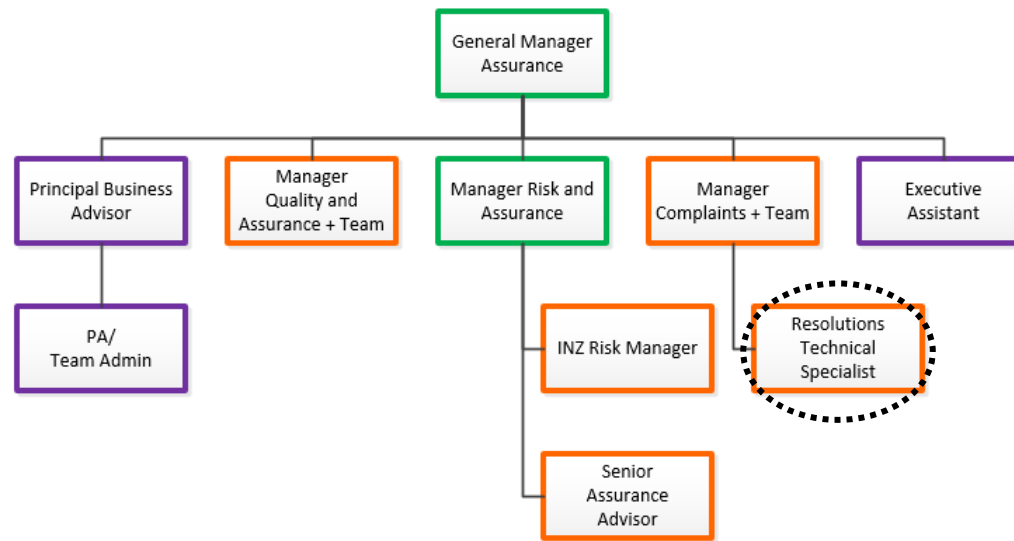 General Manager
Assurance
Principal Business
Advisor
Manager
Quality and
Assurance + Team
Manager Risk and
Assurance
Manager
Complaints + Team
Executive
Assistant
PA/
Team Admin
INZ Risk Manager
Resolutions
Technical
Specialist
Senior
Assurance
Advisor